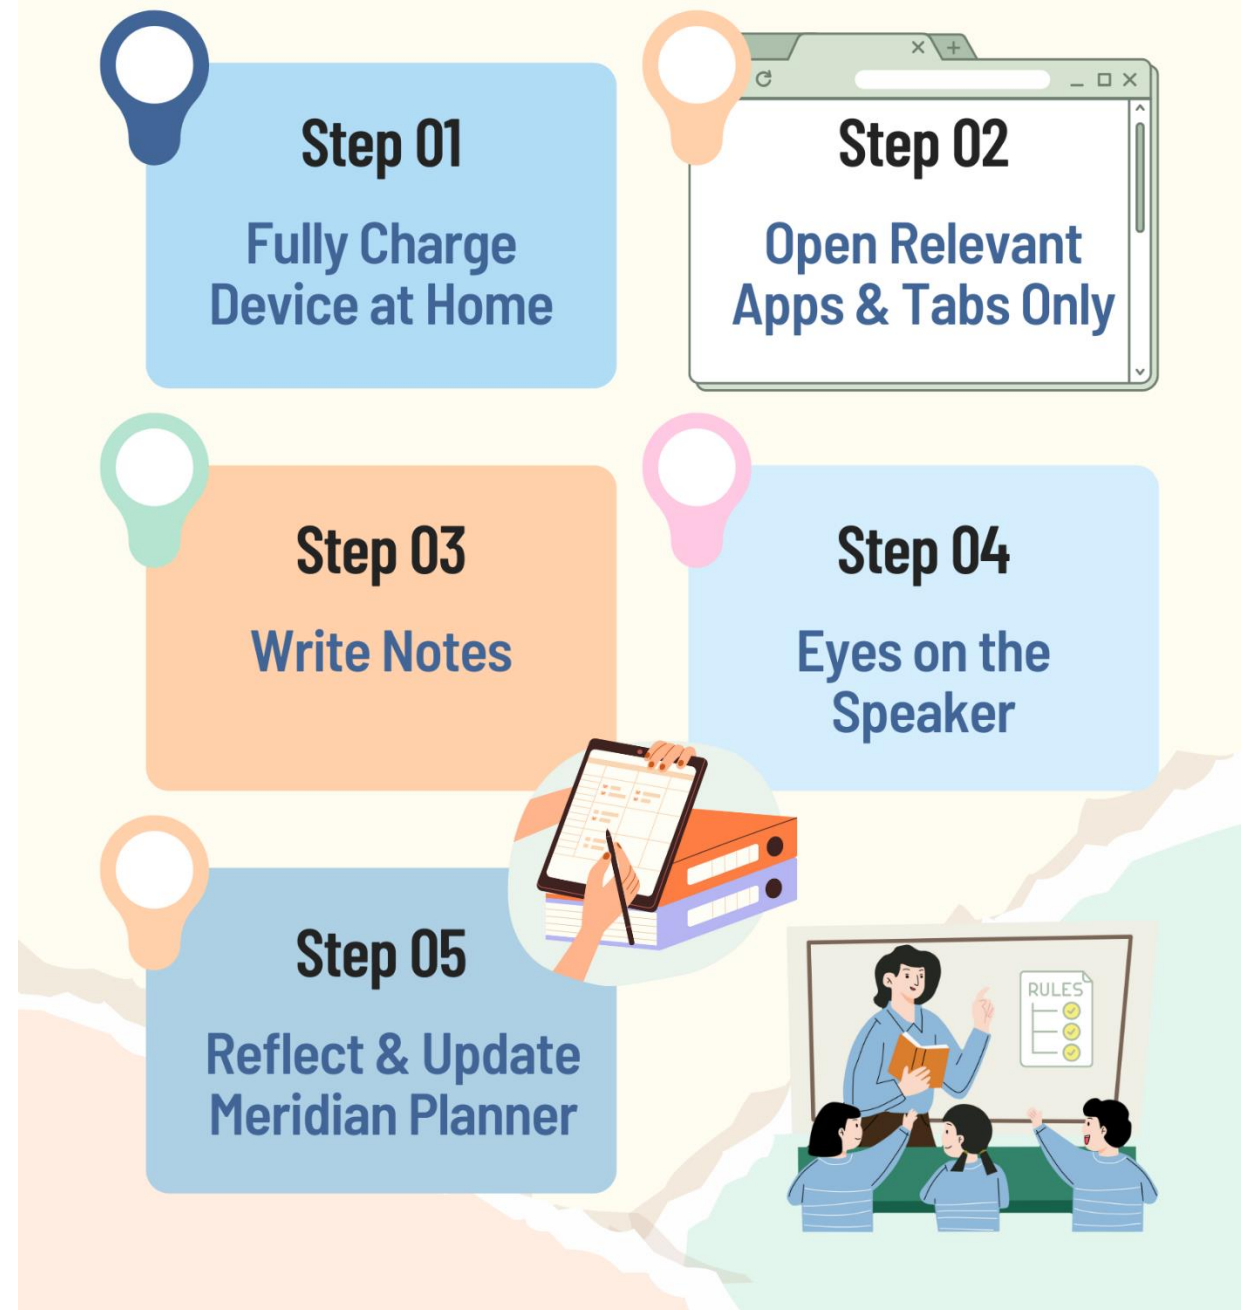 Step 01
Fully Charge
Device at Home
Step 02
Open Relevant
Apps & Tabs Only
Step 03
Write Notes
Step 04
Eyes on the
Speaker
Step 05
Reflect & Update
Meridian Planner
RULES